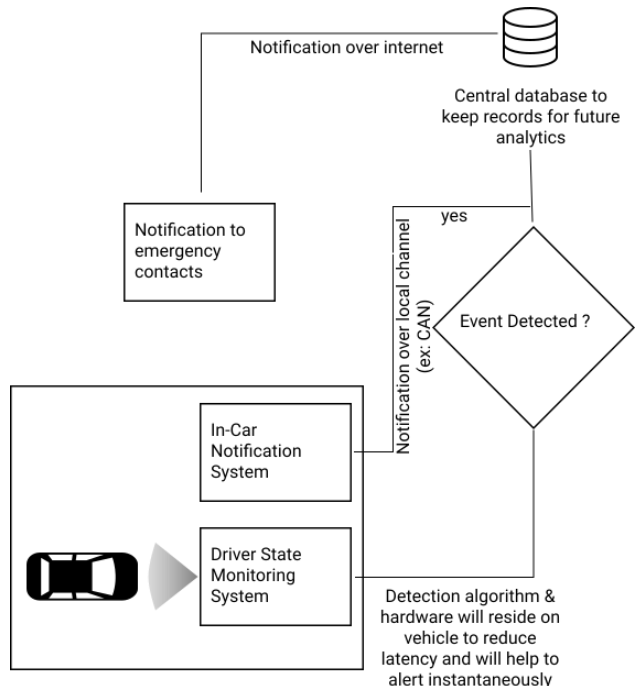 Notification over internet
Central database to
keep records for future
analytics
Notification to
emergency
contacts
yes
Notification over local channel
(ex: CAN)
Event Detected ?
In-Car
Notification
System
Driver State
Monitoring
System
Detection algorithm &
hardware will reside on
vehicle to reduce
latency and will help to
alert instantaneously